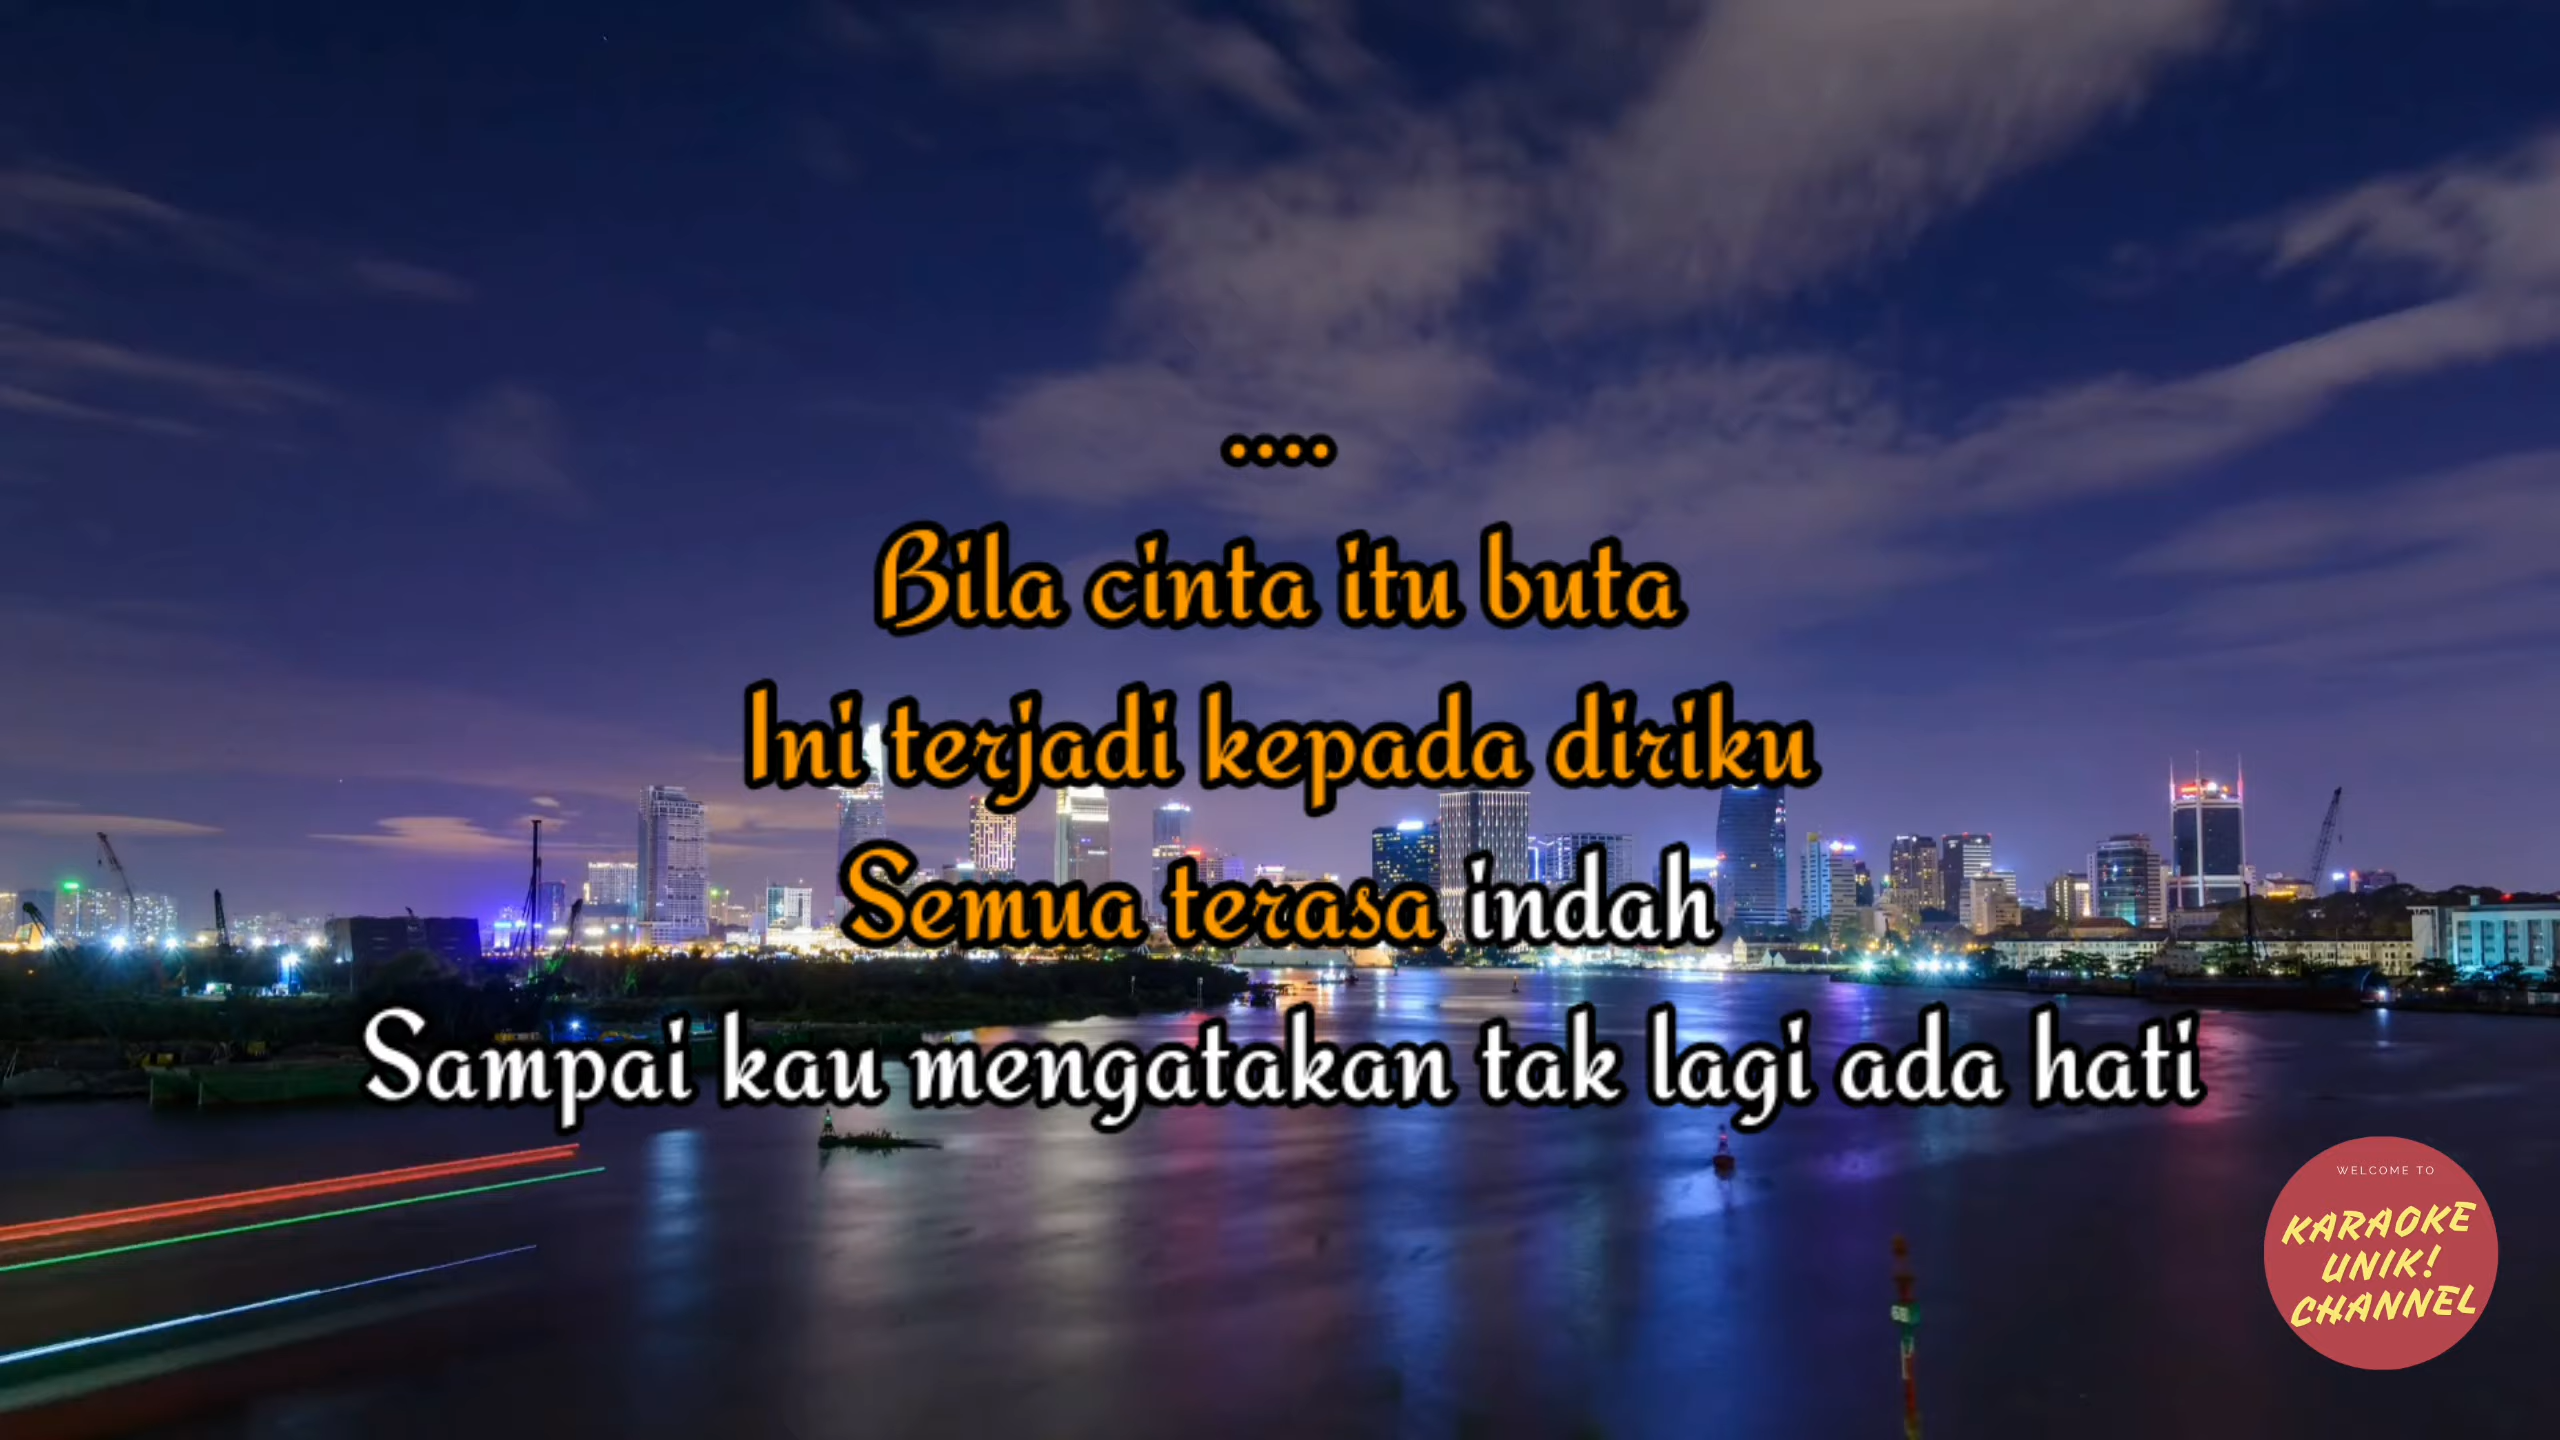 ....
Bila cinta itu buta
Ini terjadi kepada diriku
Semua terasa indah
Sampai kau mengatakan tak lagi ada hati
WELCOME TO
KARAOKE
UNIK!
CHANNEL